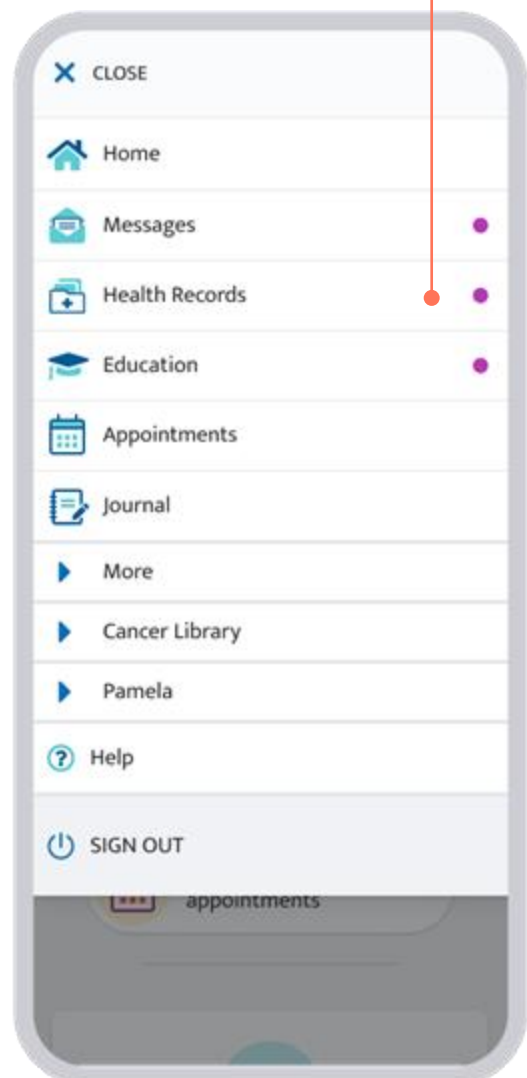 CLOSE
Home
Messages
Health Records
Education
Appointments
Journal
More
Cancer Library
Pamela
Help
SIGN OUT
appointments